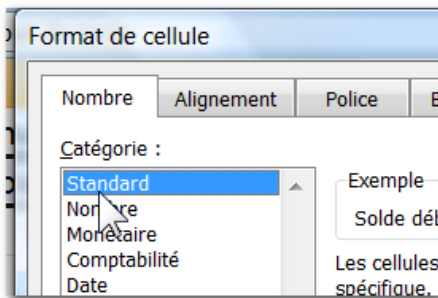 Format de cellule
Nombre Alignement Police
Catégorie :
Standard
Nombre
Monétaire
Comptabilité
Date
Exemple
Solde
Les cellules
spécifique.